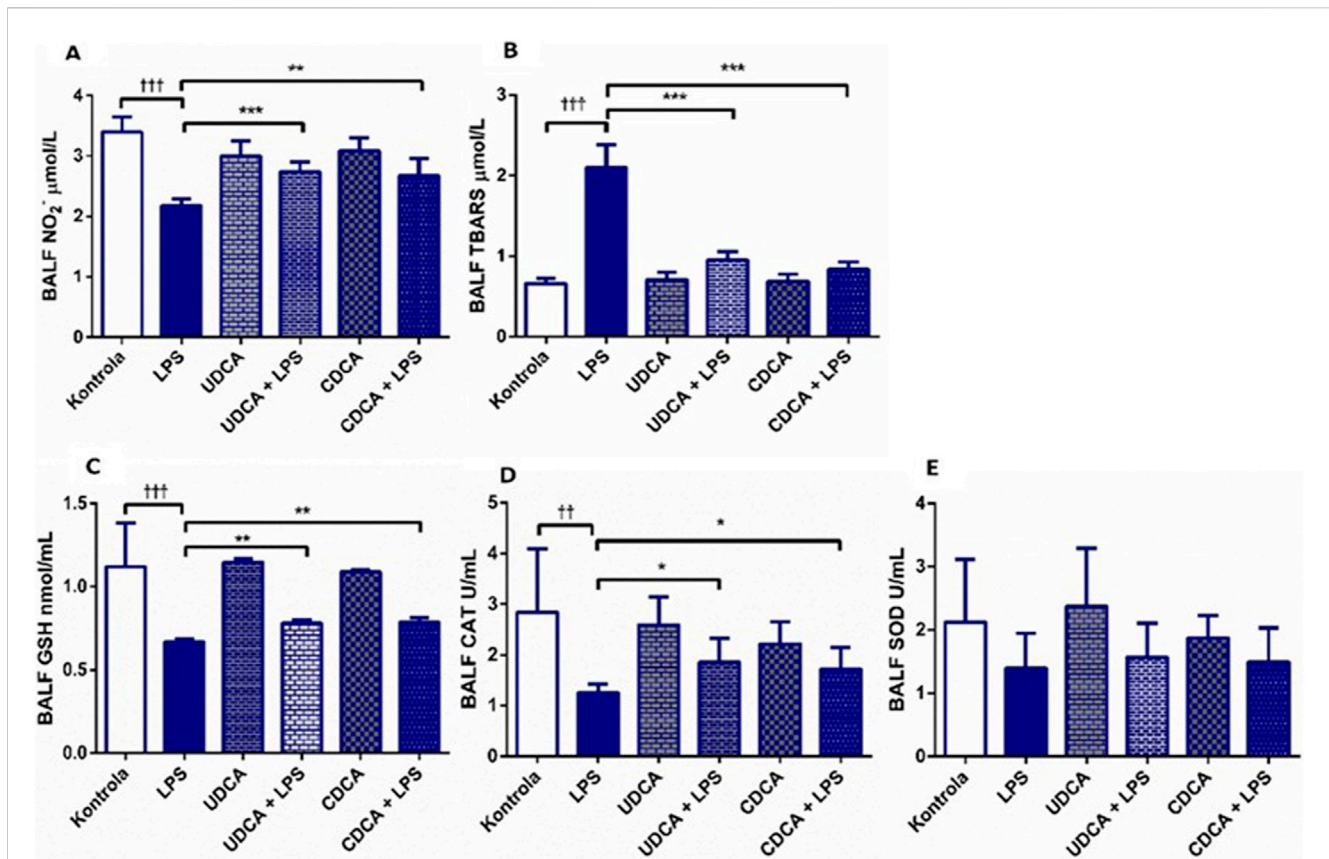 A
BALF NO₂⁻ μmol/L
4
3
2
1
0
†††
**
***
Kontrola
LPS
UDCA
UDCA + LPS
CDCA
CDCA + LPS
B
BALF TBARS μmol/L
3
2
1
0
†††
***
***
Kontrola
LPS
UDCA
UDCA + LPS
CDCA
CDCA + LPS
C
BALF GSH nmol/mL
1.5
1.0
0.5
0.0
†††
**
**
Kontrola
LPS
UDCA
UDCA + LPS
CDCA
CDCA + LPS
D
BALF CAT U/mL
5
4
3
2
1
0
††
*
*
Kontrola
LPS
UDCA
UDCA + LPS
CDCA
CDCA + LPS
E
BALF SOD U/mL
4
3
2
1
0
Kontrola
LPS
UDCA
UDCA + LPS
CDCA
CDCA + LPS